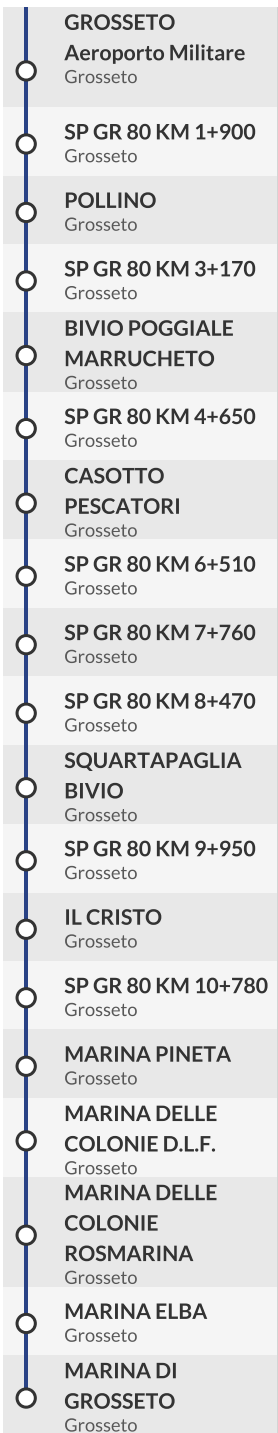 GROSSETO
Aeroporto Militare
Grosseto
SP GR 80 KM 1+900
Grosseto
POLLINO
Grosseto
SP GR 80 KM 3+170
Grosseto
BIVIO POGGIALE
MARRUCHETO
Grosseto
SP GR 80 KM 4+650
Grosseto
CASOTTO
PESCATORI
Grosseto
SP GR 80 KM 6+510
Grosseto
SP GR 80 KM 7+760
Grosseto
SP GR 80 KM 8+470
Grosseto
SQUARTAPAGLIA
BIVIO
Grosseto
SP GR 80 KM 9+950
Grosseto
IL CRISTO
Grosseto
SP GR 80 KM 10+780
Grosseto
MARINA PINETA
Grosseto
MARINA DELLE
COLONIE D.L.F.
Grosseto
MARINA DELLE
COLONIE
ROSMARINA
Grosseto
MARINA ELBA
Grosseto
MARINA DI
GROSSETO
Grosseto